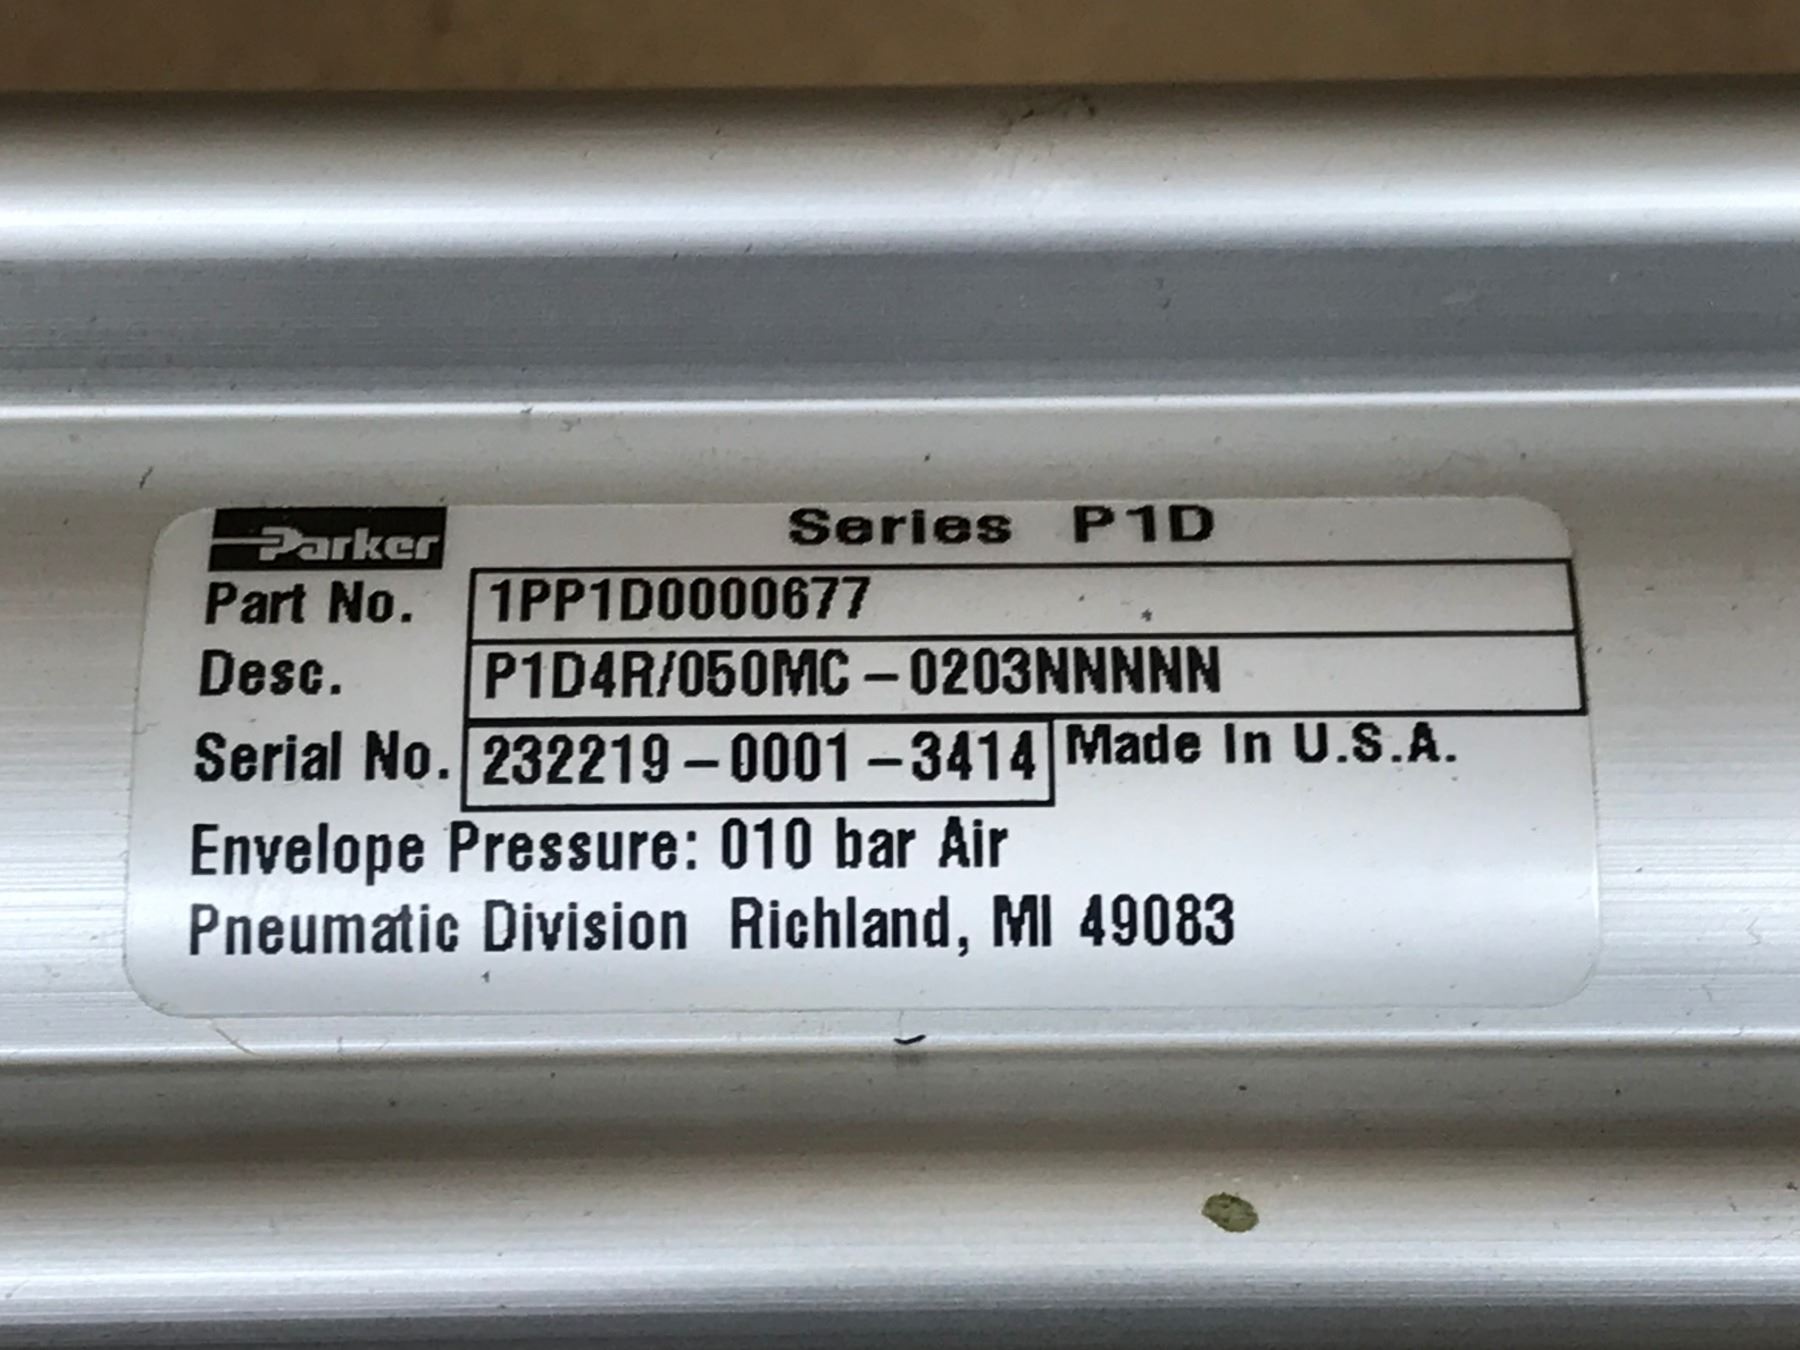 Parker Series P1D
Part No. 1PP1D0000677
Desc. P1D4R/050MC-0203NNNNN
Serial No. 232219-0001-3414 Made In U.S.A.
Envelope Pressure: 010 bar Air
Pneumatic Division Richland, MI 49083